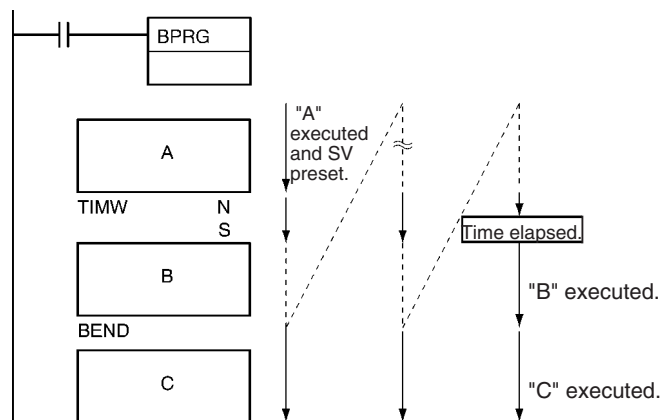 BPRG
"A"
executed
and SV
preset.
A
TIMW N
S
Time elapsed.
B
"B" executed.
BEND
C
"C" executed.